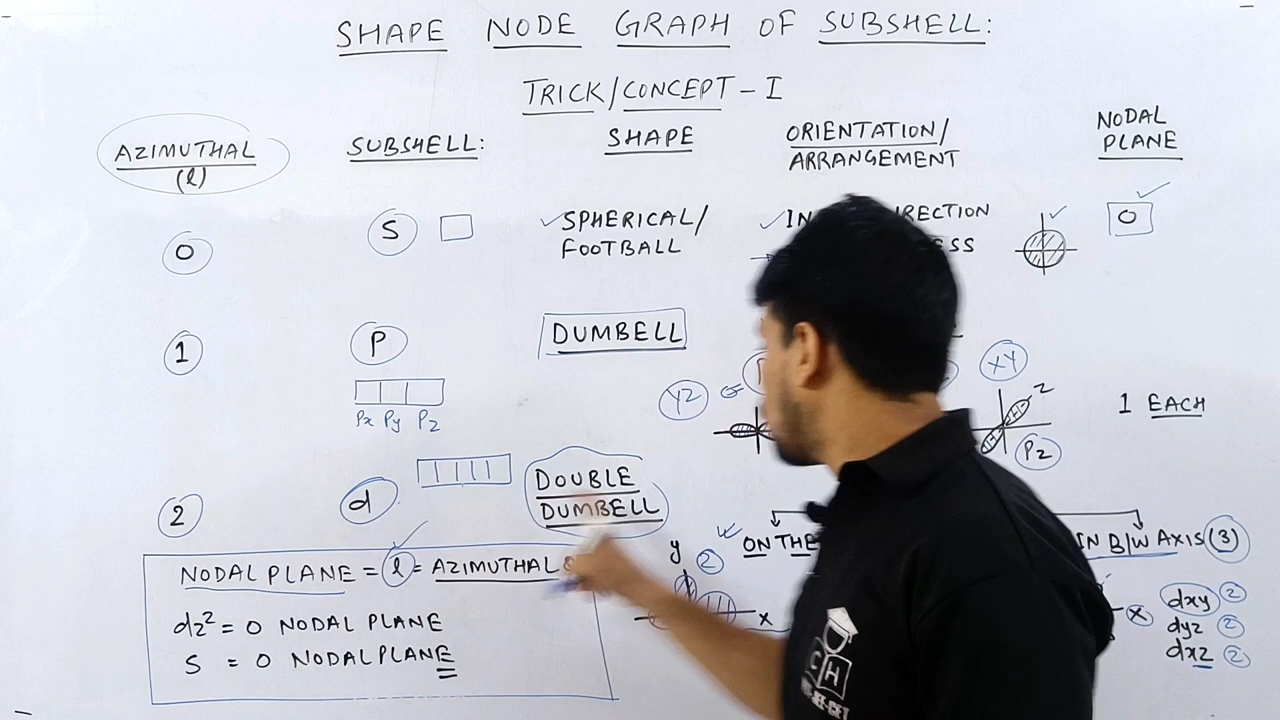 SHAPE NODE GRAPH OF SUBSHELL:
TRICK/CONCEPT-I
AZIMUTHAL
(l)
SUBSHELL:
SHAPE
ORIENTATION/
ARRANGEMENT
NODAL
PLANE
0
S
SPHERICAL/
FOOTBALL
IN
0
1
P
Px Py Pz
DUMBELL
YZ
XY
Z
Pz
1 EACH
2
d
DOUBLE
DUMBELL
ON THE
IN B/W AXIS (3)
y
2
x
x
dxy 2
dyz 2
dxz 2
NODAL PLANE = l = AZIMUTHAL
dz² = 0 NODAL PLANE
S = 0 NODAL PLANE
C H